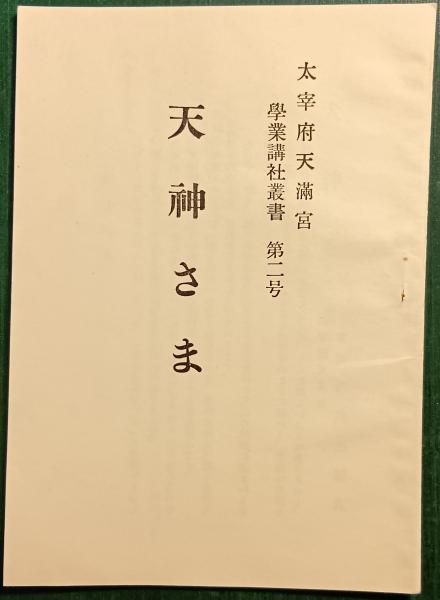 太宰府天滿宮
學業講社叢書　第二号
天神さま